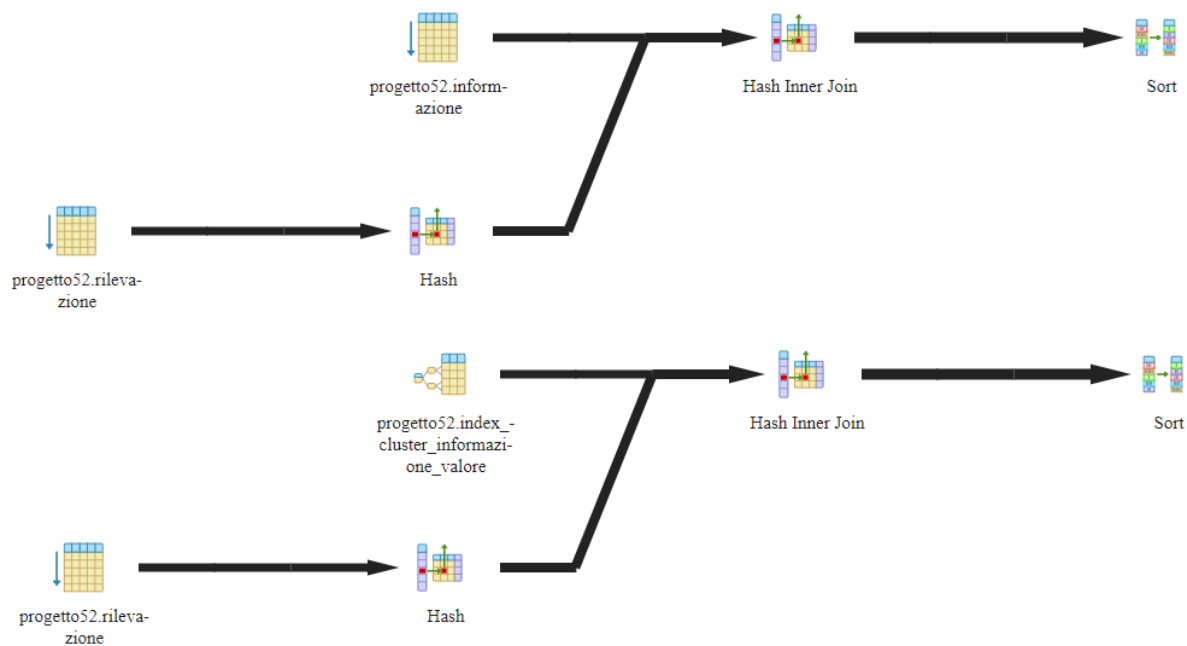 progetto52.inform-
azione
Hash Inner Join
Sort
progetto52.rileva-
zione
Hash
progetto52.index_-
cluster_informazi-
one_valore
Hash Inner Join
Sort
progetto52.rileva-
zione
Hash